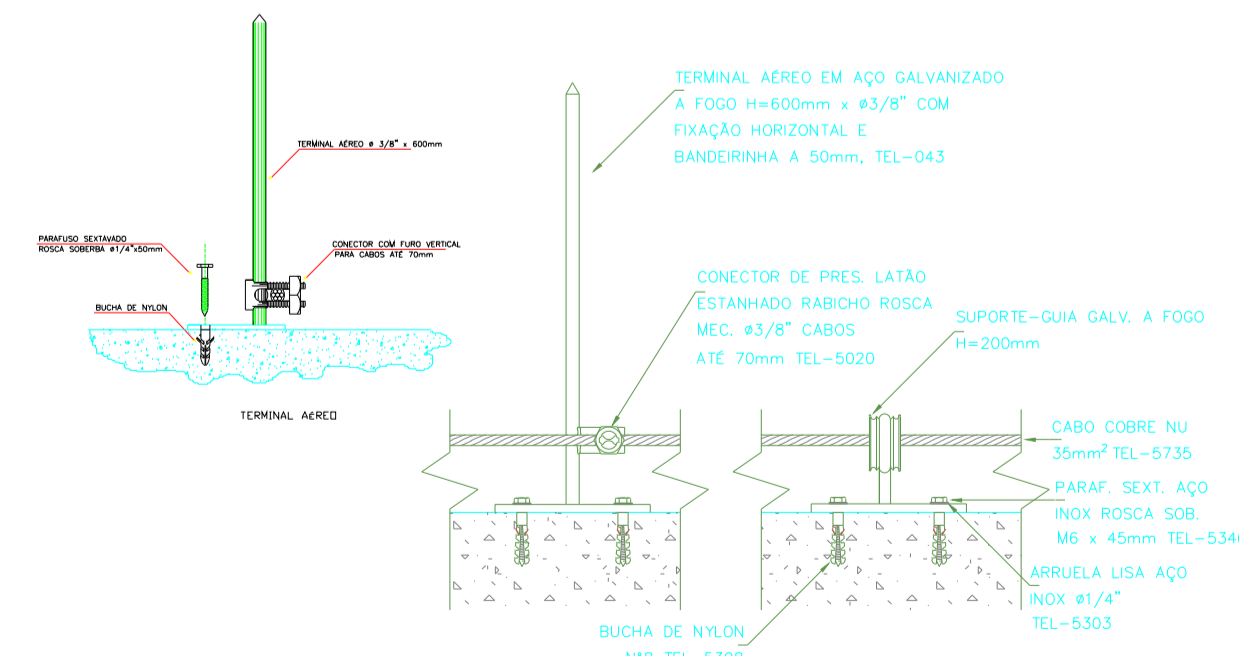 TERMINAL AÉREO ø 3/8" x 600mm
PARAFUSO SEXTAVADO
ROSCA SOBERBA ø1/4"x50mm
CONECTOR COM FURO VERTICAL
PARA CABOS ATÉ 70mm
BUCHA DE NYLON
TERMINAL AÉREO
TERMINAL AÉREO EM AÇO GALVANIZADO
A FOGO H=600mm x ø3/8" COM
FIXAÇÃO HORIZONTAL E
BANDEIRINHA A 50mm, TEL-043
CONECTOR DE PRES. LATÃO
ESTANHADO RABICHO ROSCA
MEC. ø3/8" CABOS
ATÉ 70mm TEL-5020
SUPORTE-GUIA GALV. A FOGO
H=200mm
CABO COBRE NU
35mm² TEL-5735
PARAF. SEXT. AÇO
INOX ROSCA SOB.
M6 x 45mm
ARRUELA LISA AÇO
INOX ø1/4"
TEL-5303
BUCHA DE NYLON